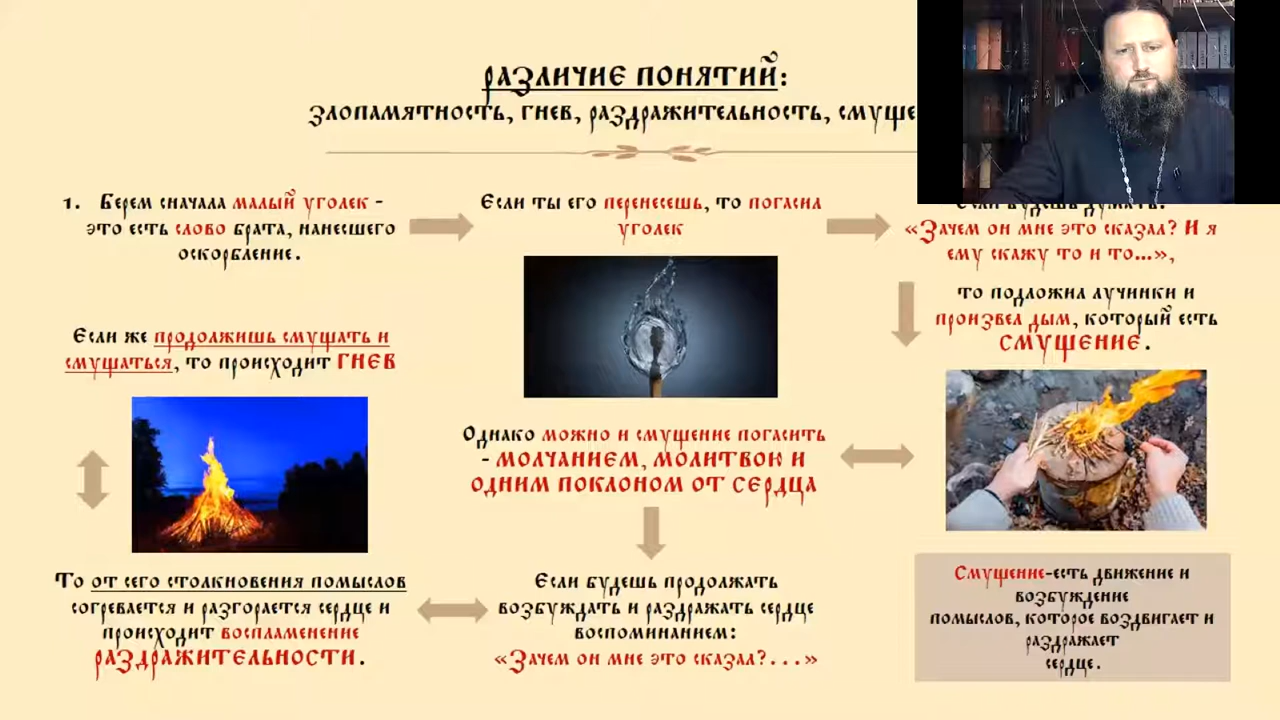 РАЗЛИЧИЕ ПОНЯТИЙ:
злопамятность, гнев, раздражительность,
1. Берем сначала малый уголек -
это есть слово брата, нанесшего
оскорбление.
Если ты его перенесешь, то погасил
уголек
«Зачем он мне это сказал? И я
ему скажу то и то...»,
то подложил лучинки и
произвел дым, который есть
СМУЩЕНИЕ.
Однако можно и смущение погасить
- МОЛЧАНИЕМ, МОЛИТВОЮ И
ОДНИМ ПОКЛОНОМ ОТ СЕРДЦА
Смущение-есть движение и
возбуждение
помыслов, которое воздвигает и
раздражает
сердце.
Если будешь продолжать
возбуждать и раздражать сердце
воспоминанием:
«Зачем он мне это сказал?...»
То от сего столкновения помыслов
согревается и разгорается сердце и
происходит воспламенение
РАЗДРАЖИТЕЛЬНОСТИ.
Если же продолжишь смущать и
смущаться, то происходит ГНЕВ